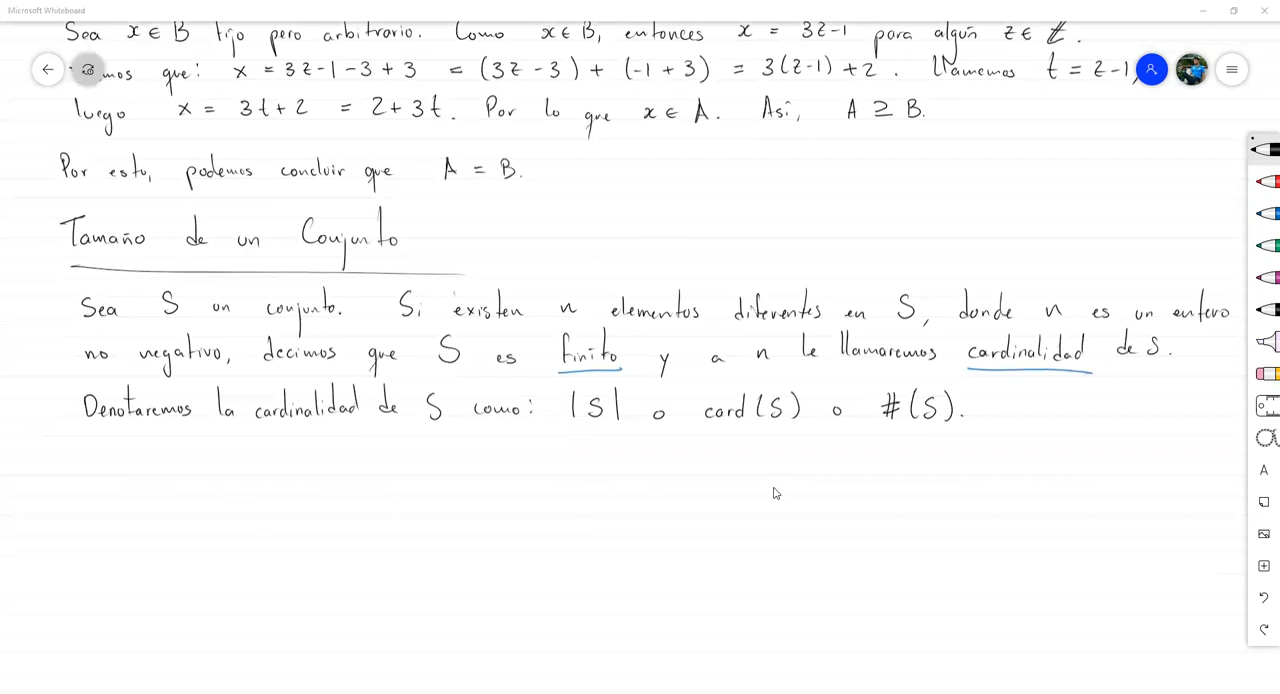 Microsoft Whiteboard
Sea x ∈ B fijo pero arbitrario. Como x ∈ B, entonces x = 3z-1 para algún z ∈ ℤ.
mos que: x = 3z-1-3+3 = (3z-3)+(-1+3) = 3(z-1)+2. Llamemos t = z-1,
luego x = 3t+2 = 2+3t. Por lo que x ∈ A. Así, A ⊇ B.
Por esto, podemos concluir que A = B.
Tamaño de un Conjunto
Sea S un conjunto. Si existen n elementos diferentes en S, donde n es un entero
no negativo, decimos que S es finito y a n le llamaremos cardinalidad de S.
Denotaremos la cardinalidad de S como: |S| o card(S) o #(S).